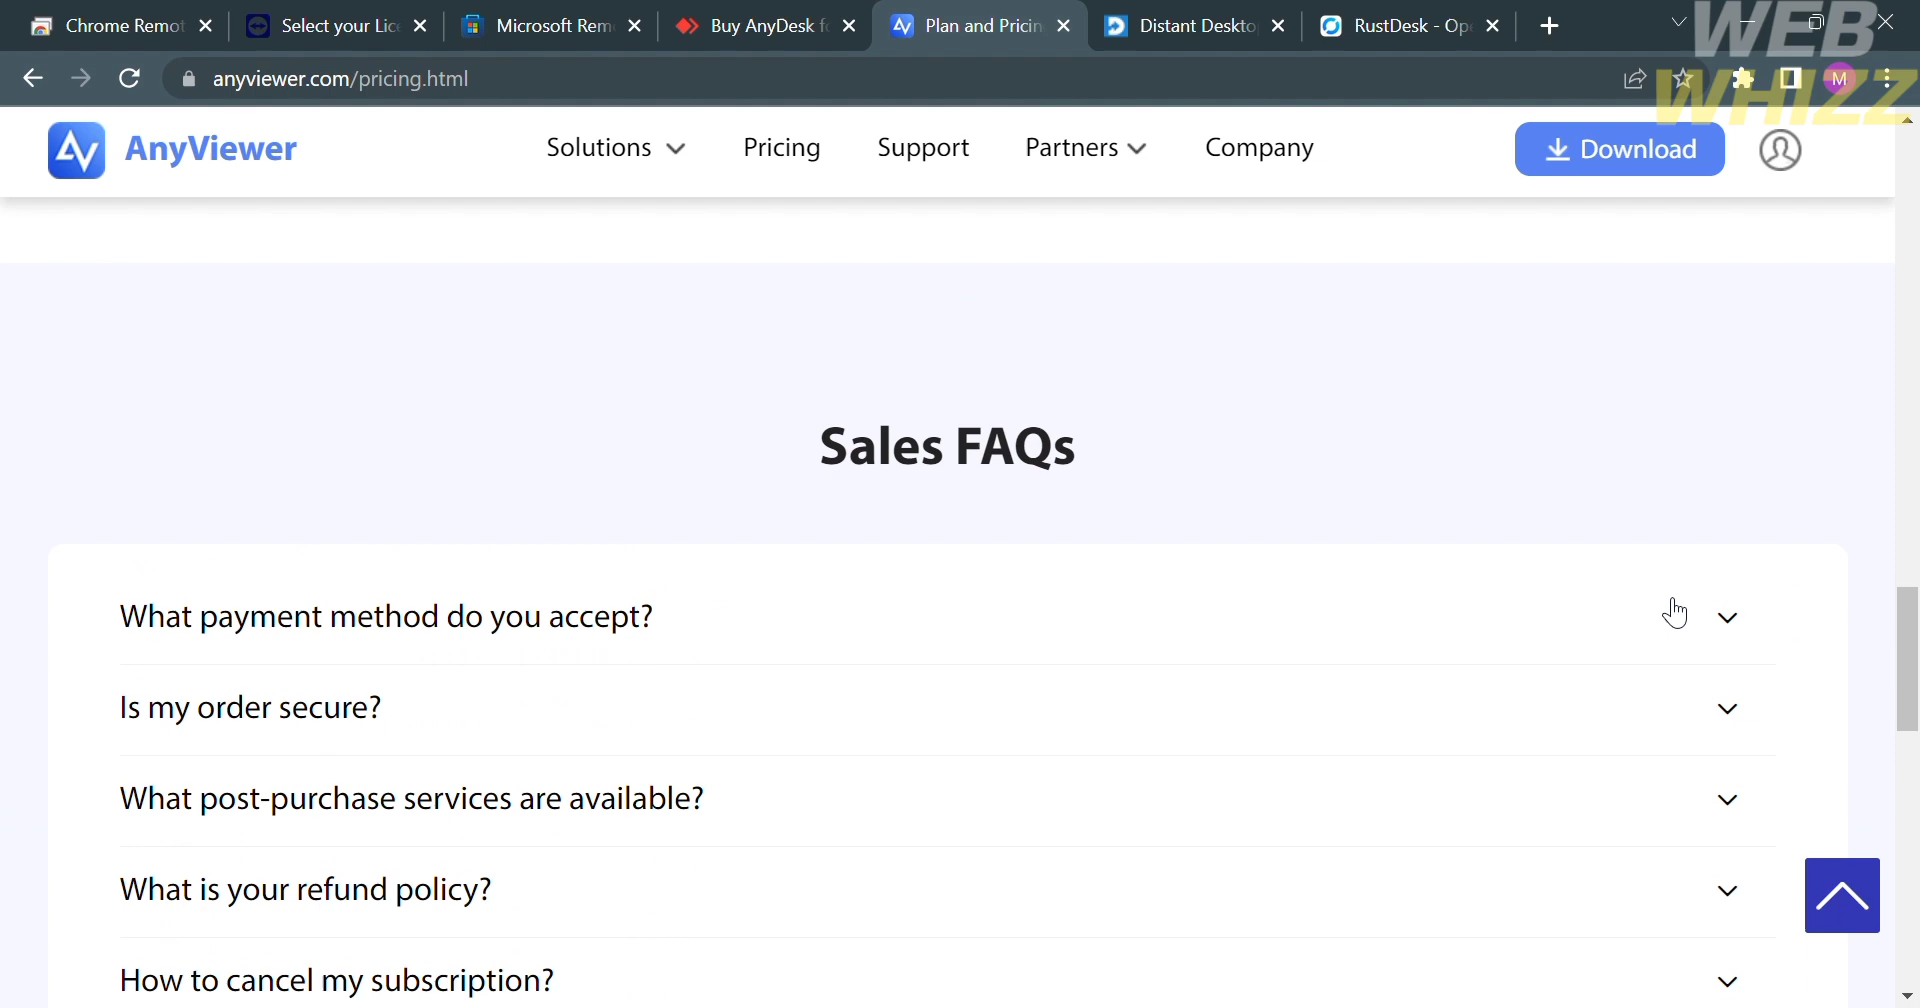 Chrome Remot
Select your Lic
Microsoft Rem
Buy AnyDesk fo
Plan and Pricin
Distant Deskto
RustDesk - Ope
WEB
WHIZZ
anyviewer.com/pricing.html
M
AnyViewer
Solutions
Pricing
Support
Partners
Company
Download
Sales FAQs
What payment method do you accept?
Is my order secure?
What post-purchase services are available?
What is your refund policy?
How to cancel my subscription?